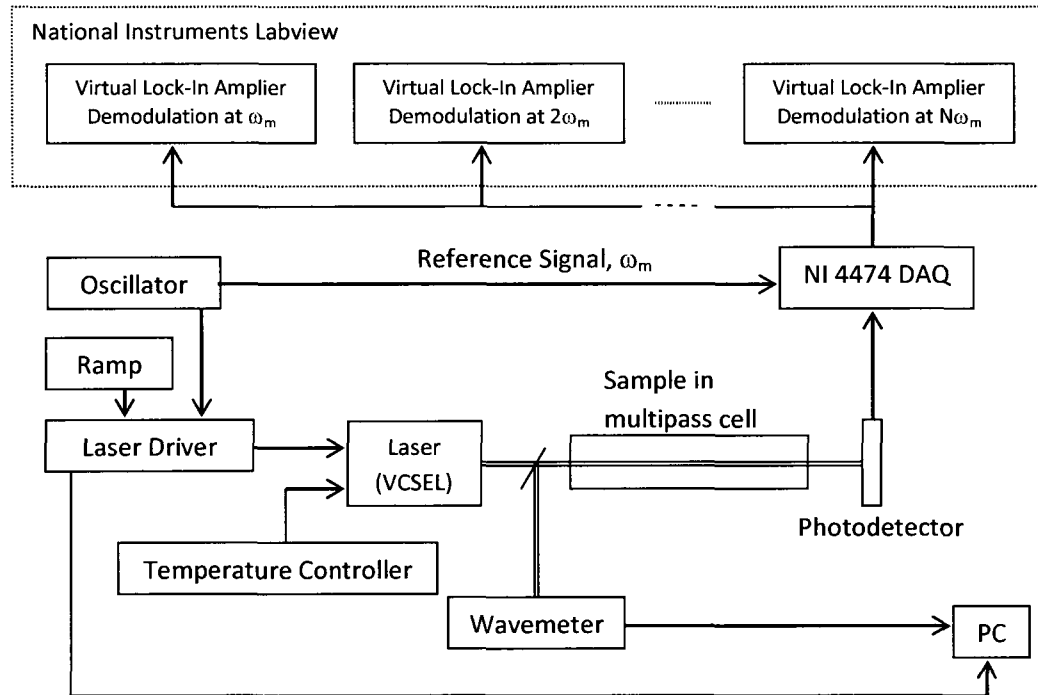 National Instruments Labview
Virtual Lock-In Amplier
Demodulation at ωm
Virtual Lock-In Amplier
Demodulation at 2ωm
Virtual Lock-In Amplier
Demodulation at Nωm
Oscillator
Reference Signal, ωm
NI 4474 DAQ
Ramp
Sample in
multipass cell
Laser Driver
Laser
(VCSEL)
Photodetector
Temperature Controller
Wavemeter
PC